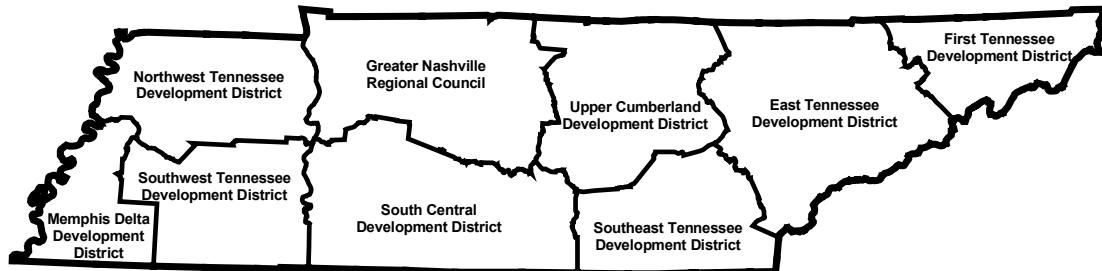 First Tennessee
Development District
Greater Nashville
Regional Council
Northwest Tennessee
Development District
Upper Cumberland
Development District
East Tennessee
Development District
Southwest Tennessee
Development District
South Central
Development District
Memphis Delta
Development
District
Southeast Tennessee
Development District